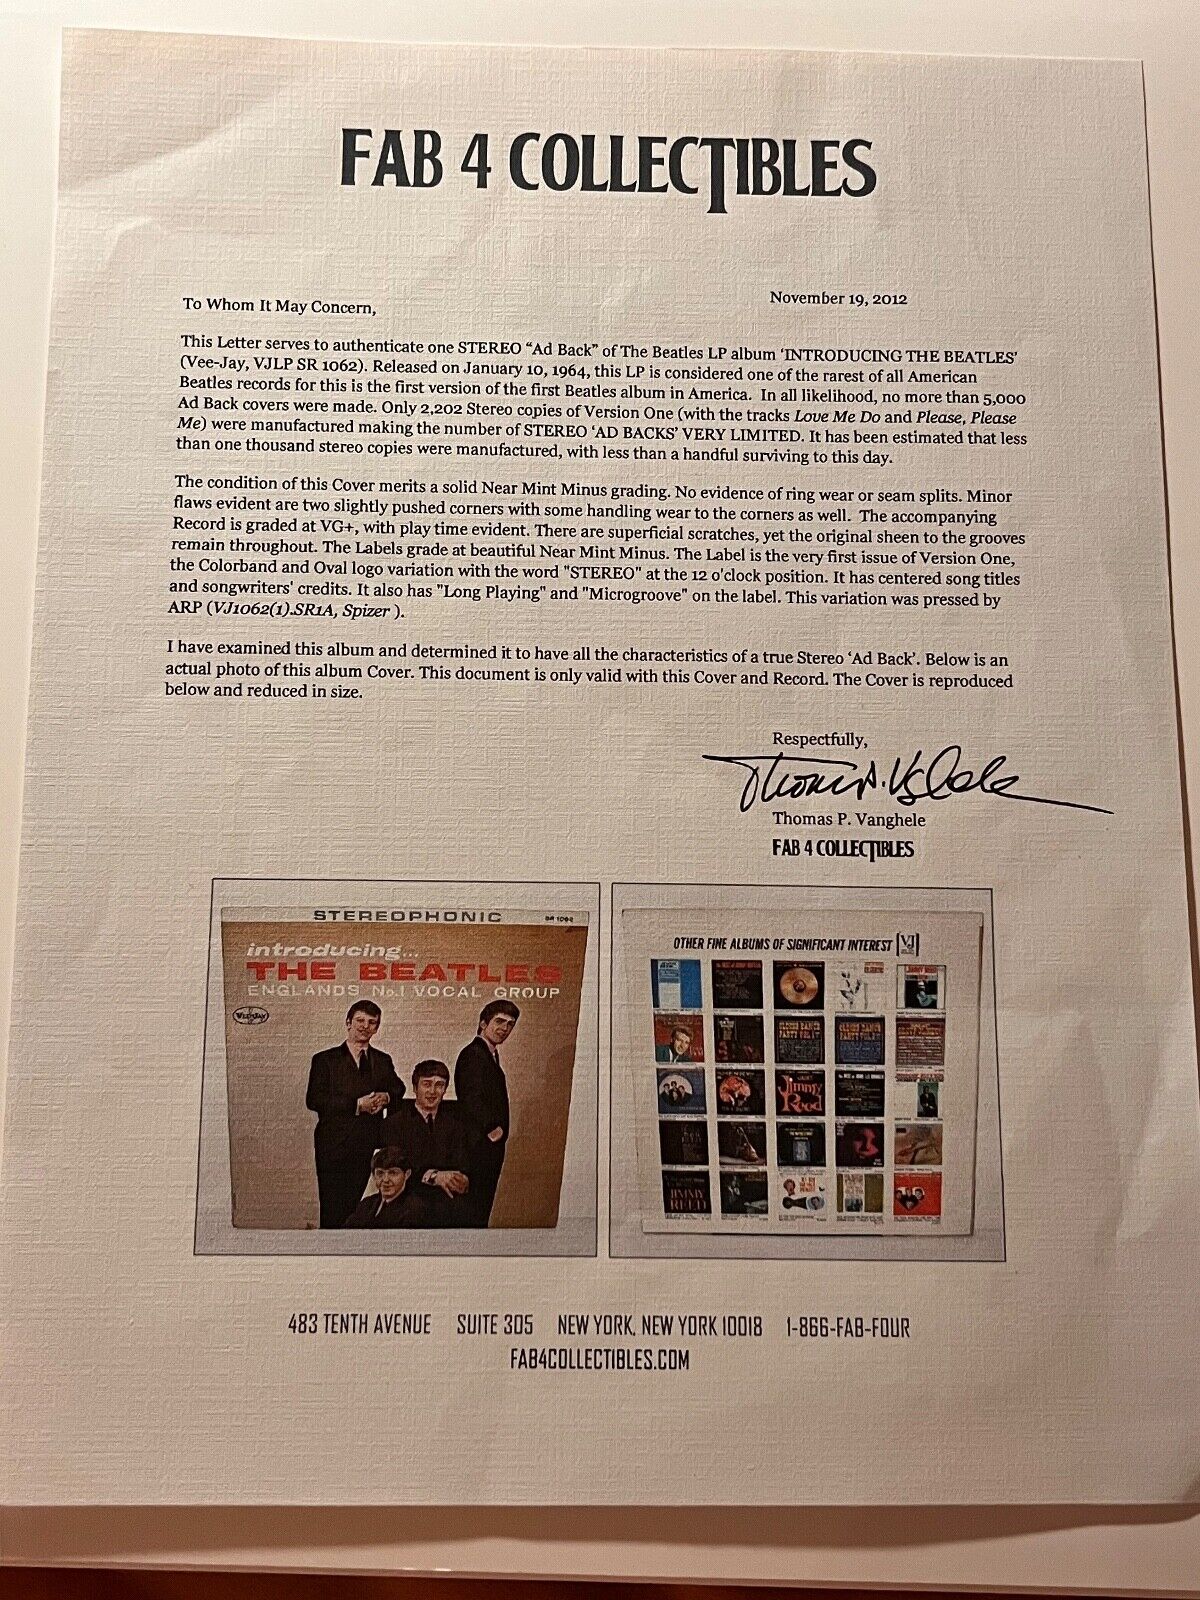 FAB 4 COLLECTIBLES
To Whom It May Concern,
November 19, 2012
This Letter serves to authenticate one STEREO “Ad Back” of The Beatles LP album ‘INTRODUCING THE BEATLES’
(Vee-Jay, VJLP SR 1062). Released on January 10, 1964, this LP is considered one of the rarest of all American
Beatles records for this is the first version of the first Beatles album in America. In all likelihood, no more than 5,000
Ad Back covers were made. Only 2,202 Stereo copies of Version One (with the tracks Love Me Do and Please, Please
Me) were manufactured making the number of STEREO ‘AD BACKS’ VERY LIMITED. It has been estimated that less
than one thousand stereo copies were manufactured, with less than a handful surviving to this day.
The condition of this Cover merits a solid Near Mint Minus grading. No evidence of ring wear or seam splits. Minor
flaws evident are two slightly pushed corners with some handling wear to the corners as well. The accompanying
Record is graded at VG+, with play time evident. There are superficial scratches, yet the original sheen to the grooves
remain throughout. The Labels grade at beautiful Near Mint Minus. The Label is the very first issue of Version One,
the Colorband and Oval logo variation with the word "STEREO" at the 12 o'clock position. It has centered song titles
and songwriters' credits. It also has "Long Playing" and "Microgroove" on the label. This variation was pressed by
ARP (VJ1062(1).SR1A, Spizer ).
I have examined this album and determined it to have all the characteristics of a true Stereo ‘Ad Back’. Below is an
actual photo of this album Cover. This document is only valid with this Cover and Record. The Cover is reproduced
below and reduced in size.
Respectfully,
Thomas P. Vanghele
FAB 4 COLLECTIBLES
STEREOPHONIC SR 1062
introducing...
THE BEATLES
ENGLANDS No.1 VOCAL GROUP
VEEJAY
OTHER FINE ALBUMS OF SIGNIFICANT INTEREST VJ
Jimmy
Reed
JIMMY
REED
483 TENTH AVENUE SUITE 305 NEW YORK, NEW YORK 10018 1-866-FAB-FOUR
FAB4COLLECTIBLES.COM